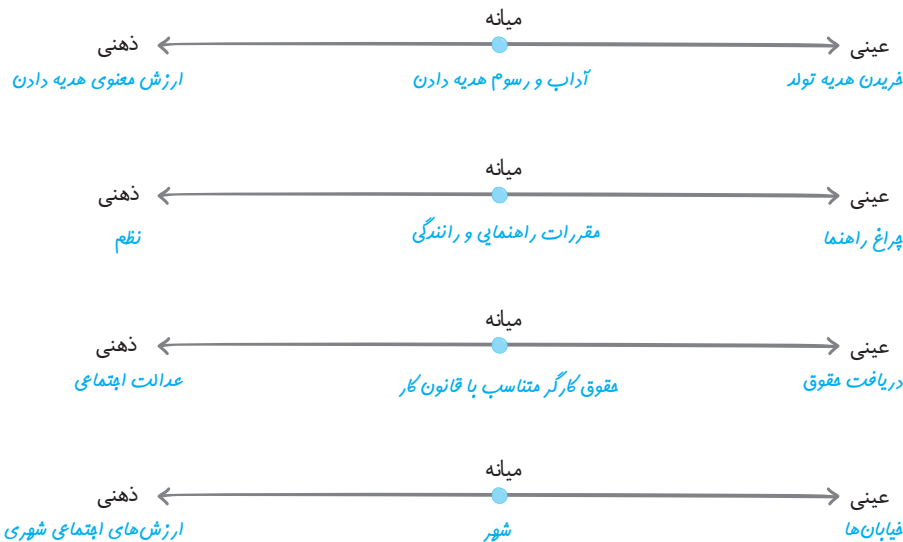 میانه
عینی ذهنی
خریدن هدیه تولد آداب و رسوم هدیه دادن ارزش معنوی هدیه دادن
میانه
عینی ذهنی
چراغ راهنما مقررات راهنمایی و رانندگی نظم
میانه
عینی ذهنی
دریافت حقوق حقوق کارگر متناسب با قانون کار عدالت اجتماعی
میانه
عینی ذهنی
خیابان‌ها شهر ارزش‌های اجتماعی شهری